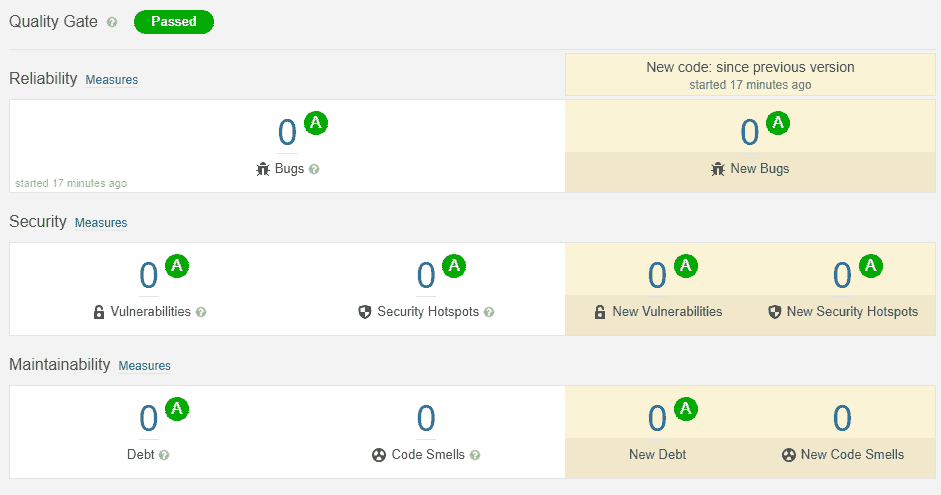 Quality Gate ? Passed
Reliability Measures
New code: since previous version
started 17 minutes ago
0 A
0 A
Bugs ?
New Bugs
started 17 minutes ago
Security Measures
0 A 0 A
0 A 0 A
Vulnerabilities ? Security Hotspots ?
New Vulnerabilities New Security Hotspots
Maintainability Measures
0 A 0
0 A 0
Debt ? Code Smells ?
New Debt New Code Smells